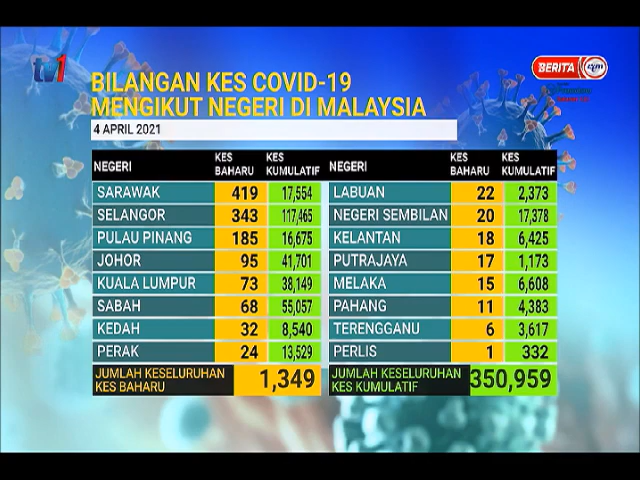 tv1
BERITA rtm
BILANGAN KES COVID-19
MENGIKUT NEGERI DI MALAYSIA
4 APRIL 2021
NEGERI KES BAHARU KES KUMULATIF NEGERI KES BAHARU KES KUMULATIF
SARAWAK 419 17,554 LABUAN 22 2,373
SELANGOR 343 117,465 NEGERI SEMBILAN 20 17,378
PULAU PINANG 185 16,675 KELANTAN 18 6,425
JOHOR 95 41,701 PUTRAJAYA 17 1,173
KUALA LUMPUR 73 38,149 MELAKA 15 6,608
SABAH 68 55,057 PAHANG 11 4,383
KEDAH 32 8,540 TERENGGANU 6 3,617
PERAK 24 13,529 PERLIS 1 332
JUMLAH KESELURUHAN KES BAHARU 1,349 JUMLAH KESELURUHAN KES KUMULATIF 350,959